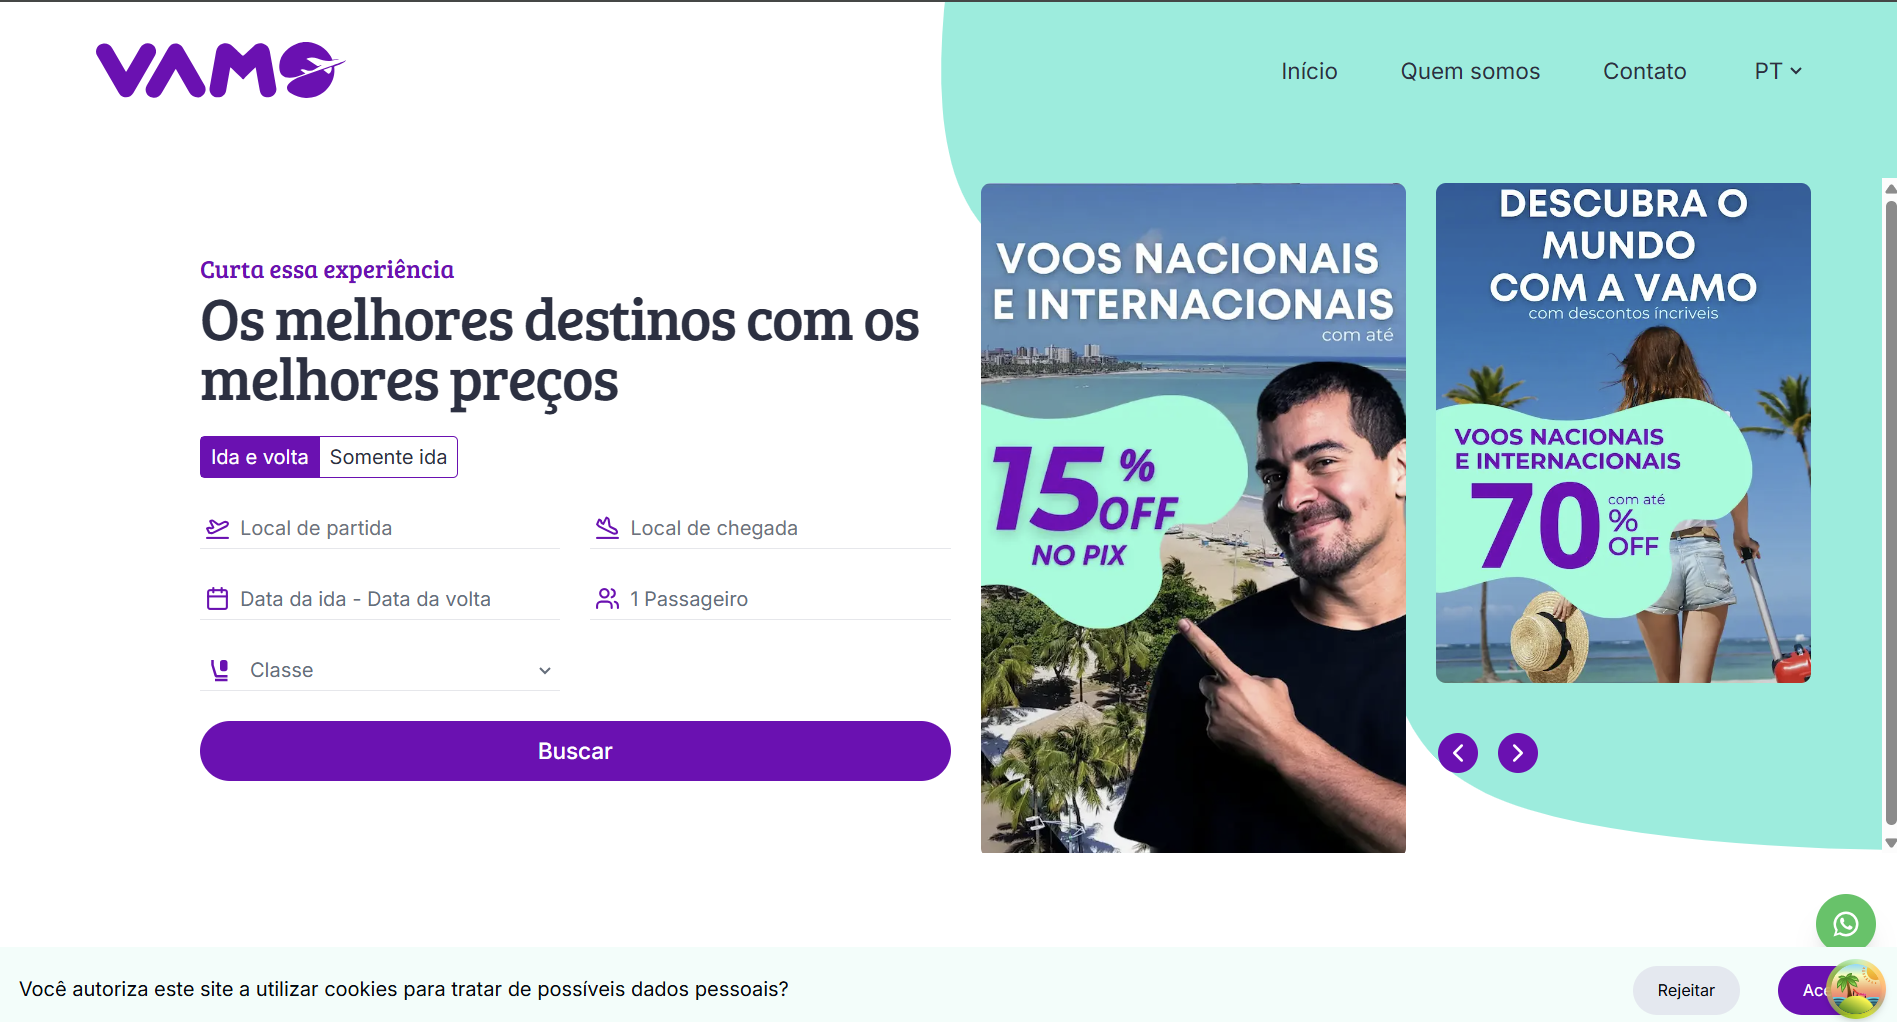 VAMO
Início
Quem somos
Contato
PT
Curta essa experiência
Os melhores destinos com os
melhores preços
Ida e volta
Somente ida
Local de partida
Local de chegada
Data da ida - Data da volta
1 Passageiro
Classe
Buscar
VOOS NACIONAIS
E INTERNACIONAIS
com até
15%
OFF
NO PIX
DESCUBRA O
MUNDO
COM A VAMO
com descontos íncriveis
VOOS NACIONAIS
E INTERNACIONAIS
com até
70%
OFF
Você autoriza este site a utilizar cookies para tratar de possíveis dados pessoais?
Rejeitar